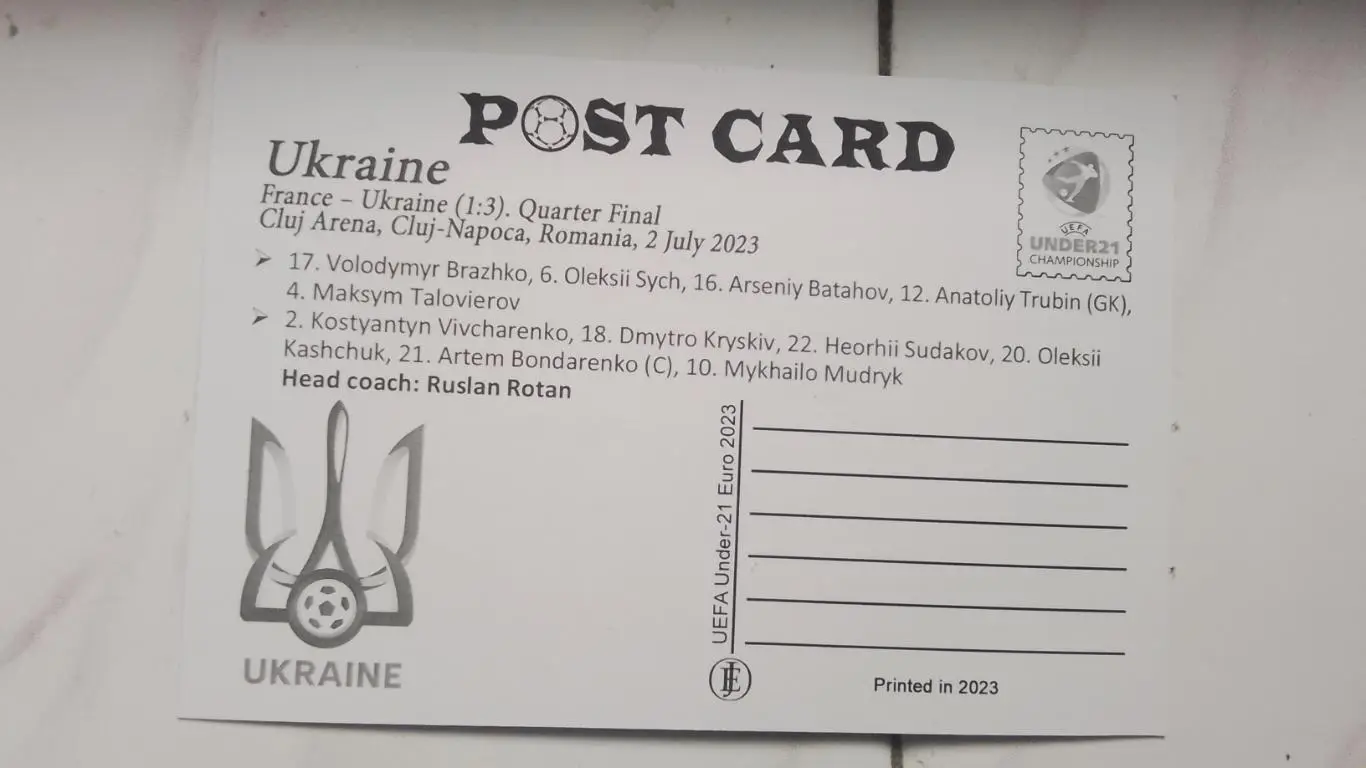 POST CARD
Ukraine
France – Ukraine (1:3). Quarter Final
Cluj Arena, Cluj-Napoca, Romania, 2 July 2023
UEFA
UNDER21
CHAMPIONSHIP
➢ 17. Volodymyr Brazhko, 6. Oleksii Sych, 16. Arseniy Batahov, 12. Anatoliy Trubin (GK),
4. Maksym Talovierov
➢ 2. Kostyantyn Vivcharenko, 18. Dmytro Kryskiv, 22. Heorhii Sudakov, 20. Oleksii
Kashchuk, 21. Artem Bondarenko (C), 10. Mykhailo Mudryk
Head coach: Ruslan Rotan
UKRAINE
UEFA Under-21 Euro 2023
Printed in 2023